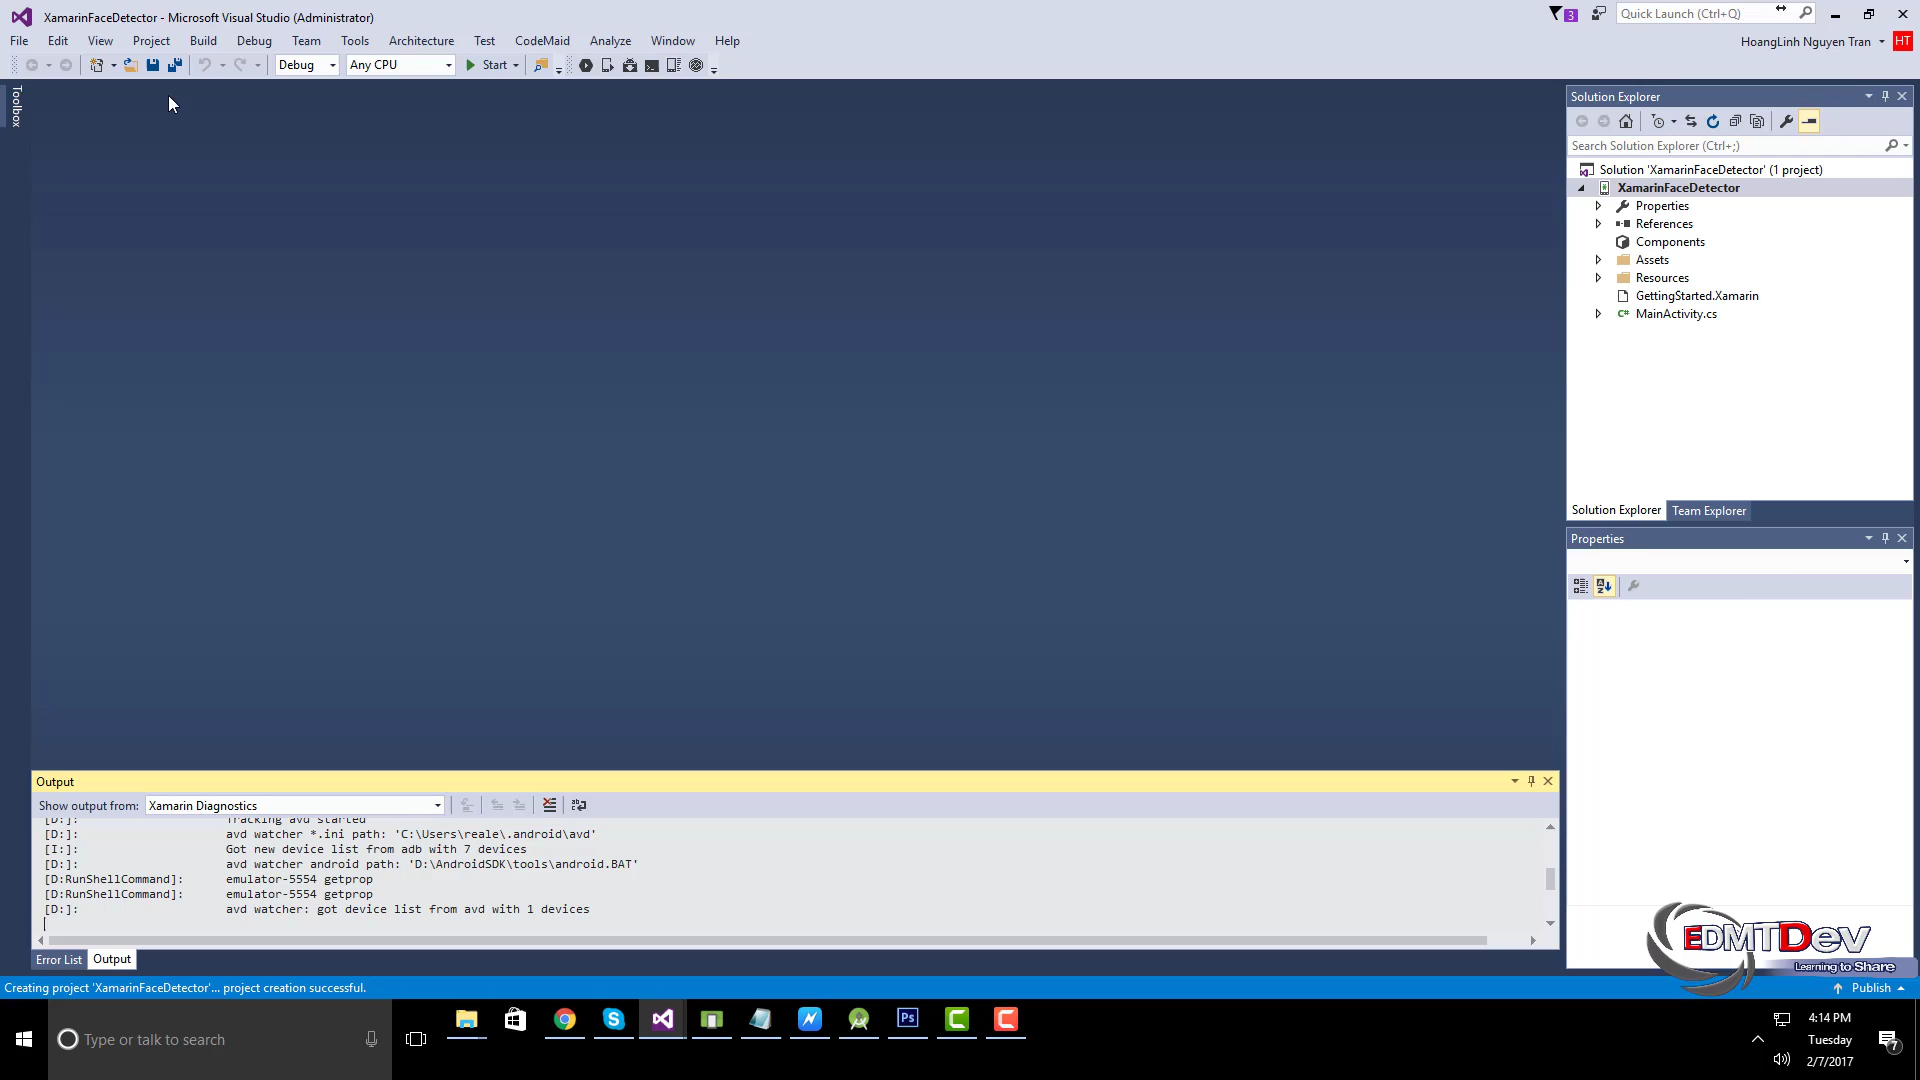 XamarinFaceDetector - Microsoft Visual Studio (Administrator)
3
Quick Launch (Ctrl+Q)
File Edit View Project Build Debug Team Tools Architecture Test CodeMaid Analyze Window Help
HoangLinh Nguyen Tran HT
Debug Any CPU Start
Toolbox
Solution Explorer
Search Solution Explorer (Ctrl+;)
Solution 'XamarinFaceDetector' (1 project)
XamarinFaceDetector
Properties
References
Components
Assets
Resources
GettingStarted.Xamarin
C# MainActivity.cs
Solution Explorer Team Explorer
Properties
Output
Show output from: Xamarin Diagnostics
[D:]: Tracking avd started
[D:]: avd watcher *.ini path: 'C:\Users\reale\.android\avd'
[I:]: Got new device list from adb with 7 devices
[D:]: avd watcher android path: 'D:\AndroidSDK\tools\android.BAT'
[D:RunShellCommand]: emulator-5554 getprop
[D:RunShellCommand]: emulator-5554 getprop
[D:]: avd watcher: got device list from avd with 1 devices
Error List Output
EDMTDev
Learning to Share
Creating project 'XamarinFaceDetector'... project creation successful.
Publish
Type or talk to search
Ps
4:14 PM
Tuesday
2/7/2017
7